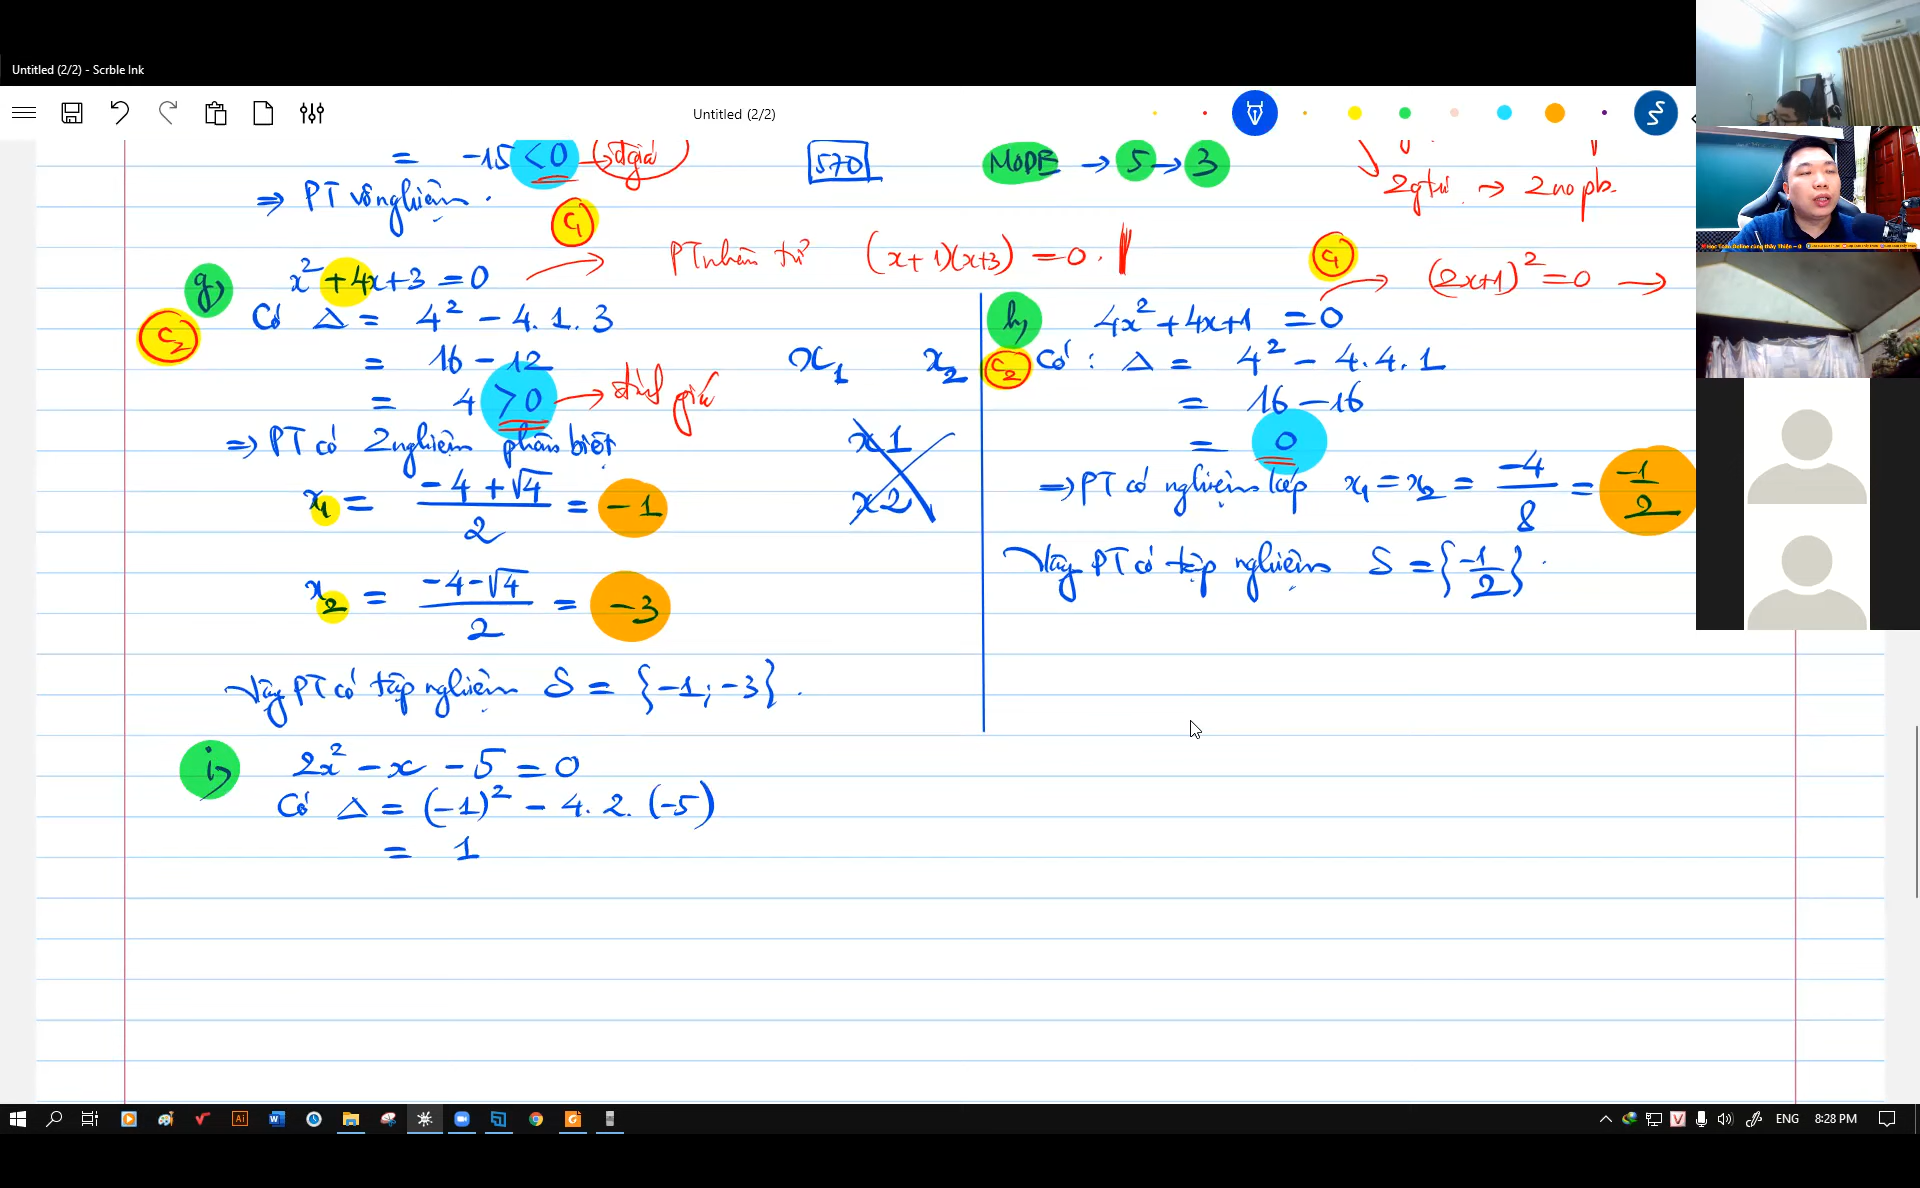 Untitled (2/2) - Scrble Ink
Untitled (2/2)
= -15 < 0 → (đ giá)
570
MODE → 5 → 3
2 gtrị → 2 no pb.
⇒ PT vô nghiệm.
C1
PT nhân tử (x+1)(x+3) = 0.
C1
(2x+1)² = 0 →
g, x² + 4x + 3 = 0
C2
Có Δ = 4² - 4. 1. 3
= 16 - 12
= 4 > 0 → đánh giá
⇒ PT có 2 nghiệm phân biệt
x₁ = (-4 + √4)/2 = -1
x₂ = (-4 - √4)/2 = -3
Vậy PT có tập nghiệm S = {-1; -3}.
x₁ x₂
x1
x2
h, 4x² + 4x + 1 = 0
C2 Có: Δ = 4² - 4. 4. 1
= 16 - 16
= 0
⇒ PT có nghiệm kép x₁ = x₂ = -4/8 = -1/2
Vậy PT có tập nghiệm S = {-1/2}.
i, 2x² - x - 5 = 0
Có Δ = (-1)² - 4. 2. (-5)
= 1
ENG
8:28 PM